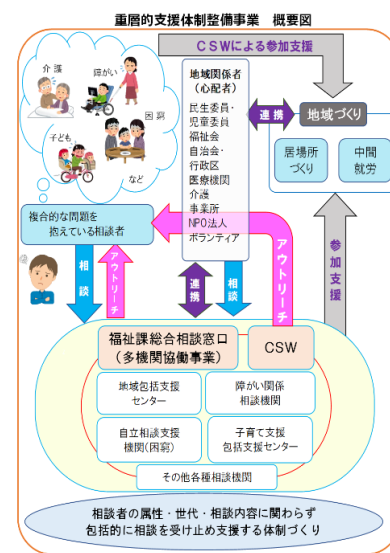 重層的支援体制整備事業　概要図
CSWによる参加支援
介護
障がい
困窮
子ども
など
地域関係者
（心配者）
民生委員・
児童委員
福祉会
自治会・
行政区
医療機関
介護
事業所
NPO法人
ボランティア
連携
地域づくり
居場所
づくり
中間
就労
複合的な問題を
抱えている相談者
相談
アウトリーチ
連携
相談
アウトリーチ
参加支援
福祉課総合相談窓口
（多機関協働事業）
CSW
地域包括支援
センター
障がい関係
相談機関
自立相談支援
機関(困窮)
子育て支援
包括支援センター
その他各種相談機関
相談者の属性・世代・相談内容に関わらず
包括的に相談を受け止め支援する体制づくり